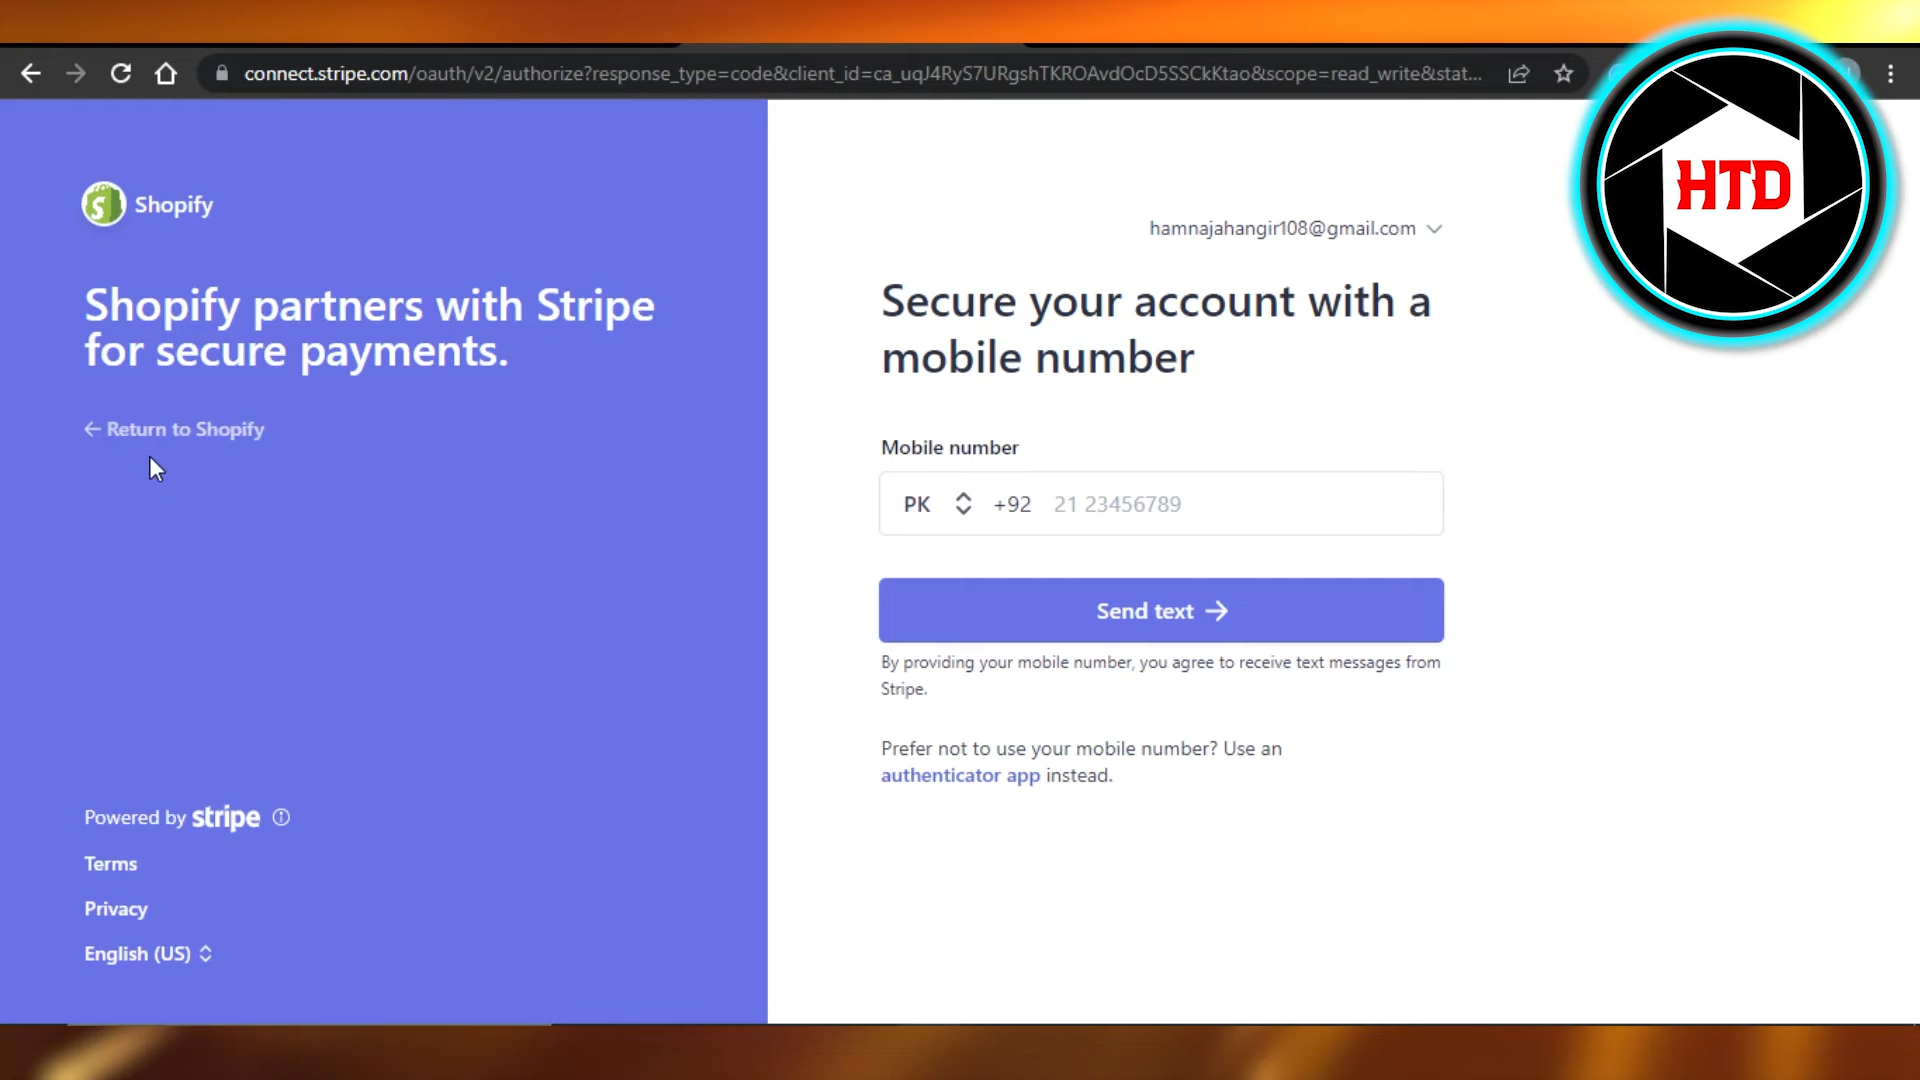 connect.stripe.com/oauth/v2/authorize?response_type=code&client_id=ca_uqJ4RyS7URgshTKROAvdOcD5SSCkKtao&scope=read_write&stat...
HTD
Shopify
Shopify partners with Stripe
for secure payments.
← Return to Shopify
Powered by stripe
Terms
Privacy
English (US)
hamnajahangir108@gmail.com
Secure your account with a
mobile number
Mobile number
PK +92 21 23456789
Send text →
By providing your mobile number, you agree to receive text messages from
Stripe.
Prefer not to use your mobile number? Use an
authenticator app instead.